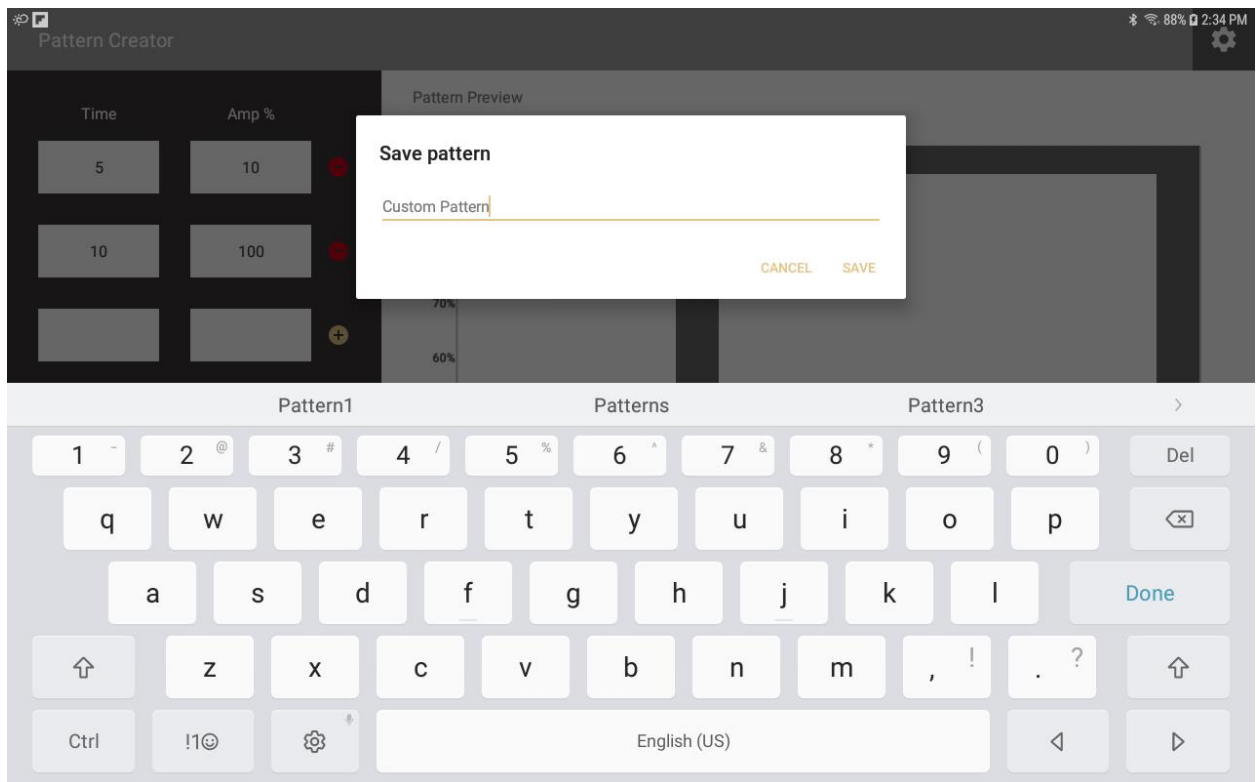 88% 2:34 PM
Pattern Creator
Pattern Preview
Time Amp %
5 10
10 100
Save pattern
Custom Pattern
CANCEL SAVE
70%
60%
Pattern1 Patterns Pattern3
1 - 2 @ 3 # 4 / 5 % 6 ^ 7 & 8 * 9 ( 0 ) Del
q w e r t y u i o p
a s d f g h j k l Done
z x c v b n m , ! . ?
Ctrl !1☺ English (US)